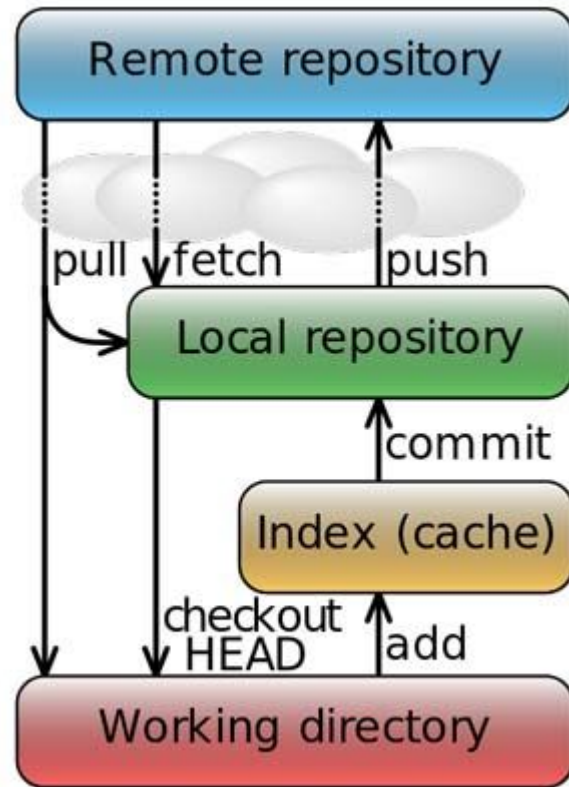 Remote repository
pull fetch push
Local repository
commit
Index (cache)
checkout
HEAD
add
Working directory